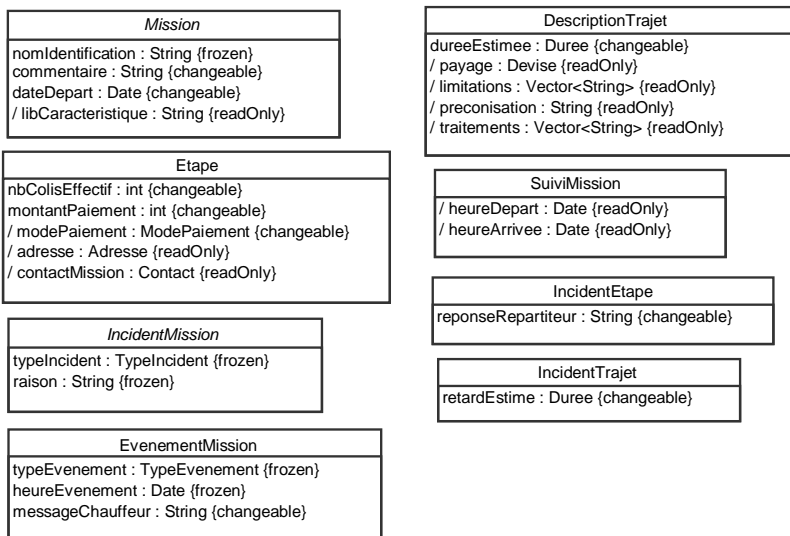 Mission
nomIdentification : String {frozen}
commentaire : String {changeable}
dateDepart : Date {changeable}
/ libCaracteristique : String {readOnly}
Etape
nbColisEffectif : int {changeable}
montantPaiement : int {changeable}
/ modePaiement : ModePaiement {changeable}
/ adresse : Adresse {readOnly}
/ contactMission : Contact {readOnly}
IncidentMission
typeIncident : TypeIncident {frozen}
raison : String {frozen}
EvenementMission
typeEvenement : TypeEvenement {frozen}
heureEvenement : Date {frozen}
messageChauffeur : String {changeable}
DescriptionTrajet
dureeEstimee : Duree {changeable}
/ payage : Devise {readOnly}
/ limitations : Vector<String> {readOnly}
/ preconisation : String {readOnly}
/ traitements : Vector<String> {readOnly}
SuiviMission
/ heureDepart : Date {readOnly}
/ heureArrivee : Date {readOnly}
IncidentEtape
reponseRepartiteur : String {changeable}
IncidentTrajet
retardEstime : Duree {changeable}